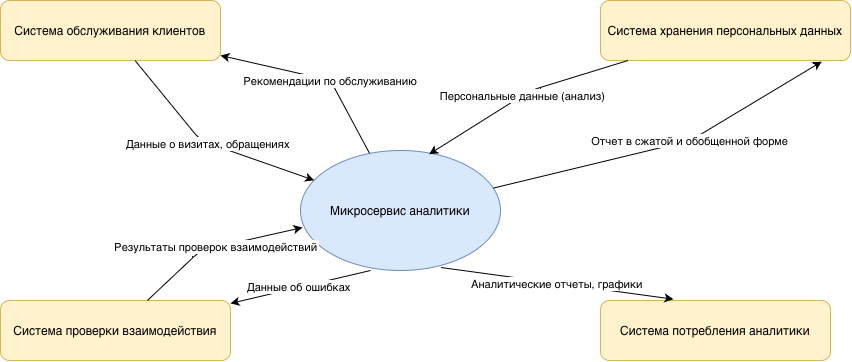 Система обслуживания клиентов
Система хранения персональных данных
Рекомендации по обслуживанию
Персональные данные (анализ)
Данные о визитах, обращениях
Отчет в сжатой и обобщенной форме
Микросервис аналитики
Результаты проверок взаимодействий
Данные об ошибках
Аналитические отчеты, графики
Система проверки взаимодействия
Система потребления аналитики